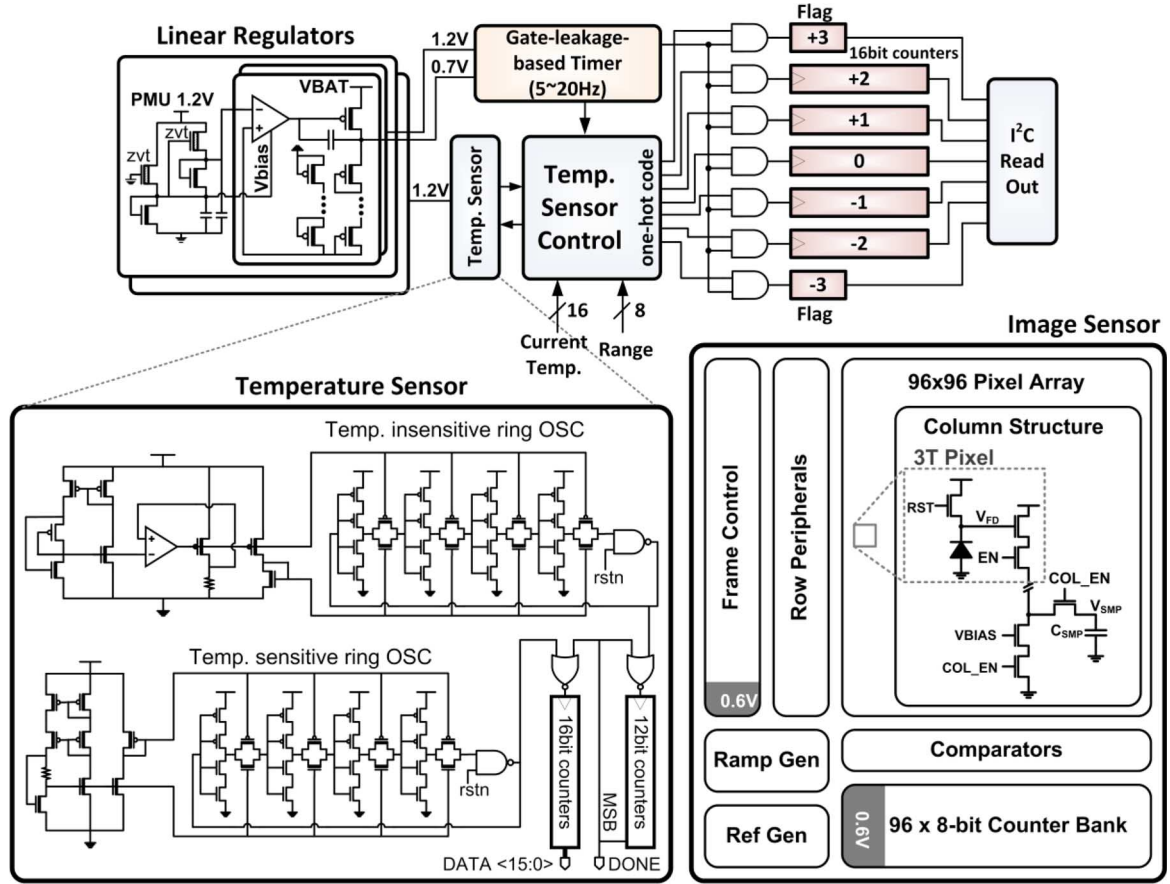 Linear Regulators
PMU 1.2V
zvt
zvt
VBAT
Vbias
−
+
1.2V
0.7V
1.2V
Gate-leakage-
based Timer
(5~20Hz)
Temp. Sensor
Temp.
Sensor
Control
one-hot code
16
8
Current
Temp.
Range
Flag
+3
16bit counters
+2
+1
0
-1
-2
-3
Flag
I²C
Read
Out
Temperature Sensor
Temp. insensitive ring OSC
+
−
rstn
Temp. sensitive ring OSC
rstn
16bit counters
MSB
12bit counters
DATA <15:0>
DONE
Image Sensor
Frame Control
0.6V
Row Peripherals
96x96 Pixel Array
Column Structure
3T Pixel
RST
VFD
EN
COL_EN
VSMP
CSMP
VBIAS
COL_EN
Ramp Gen
Comparators
Ref Gen
0.6V
96 x 8-bit Counter Bank